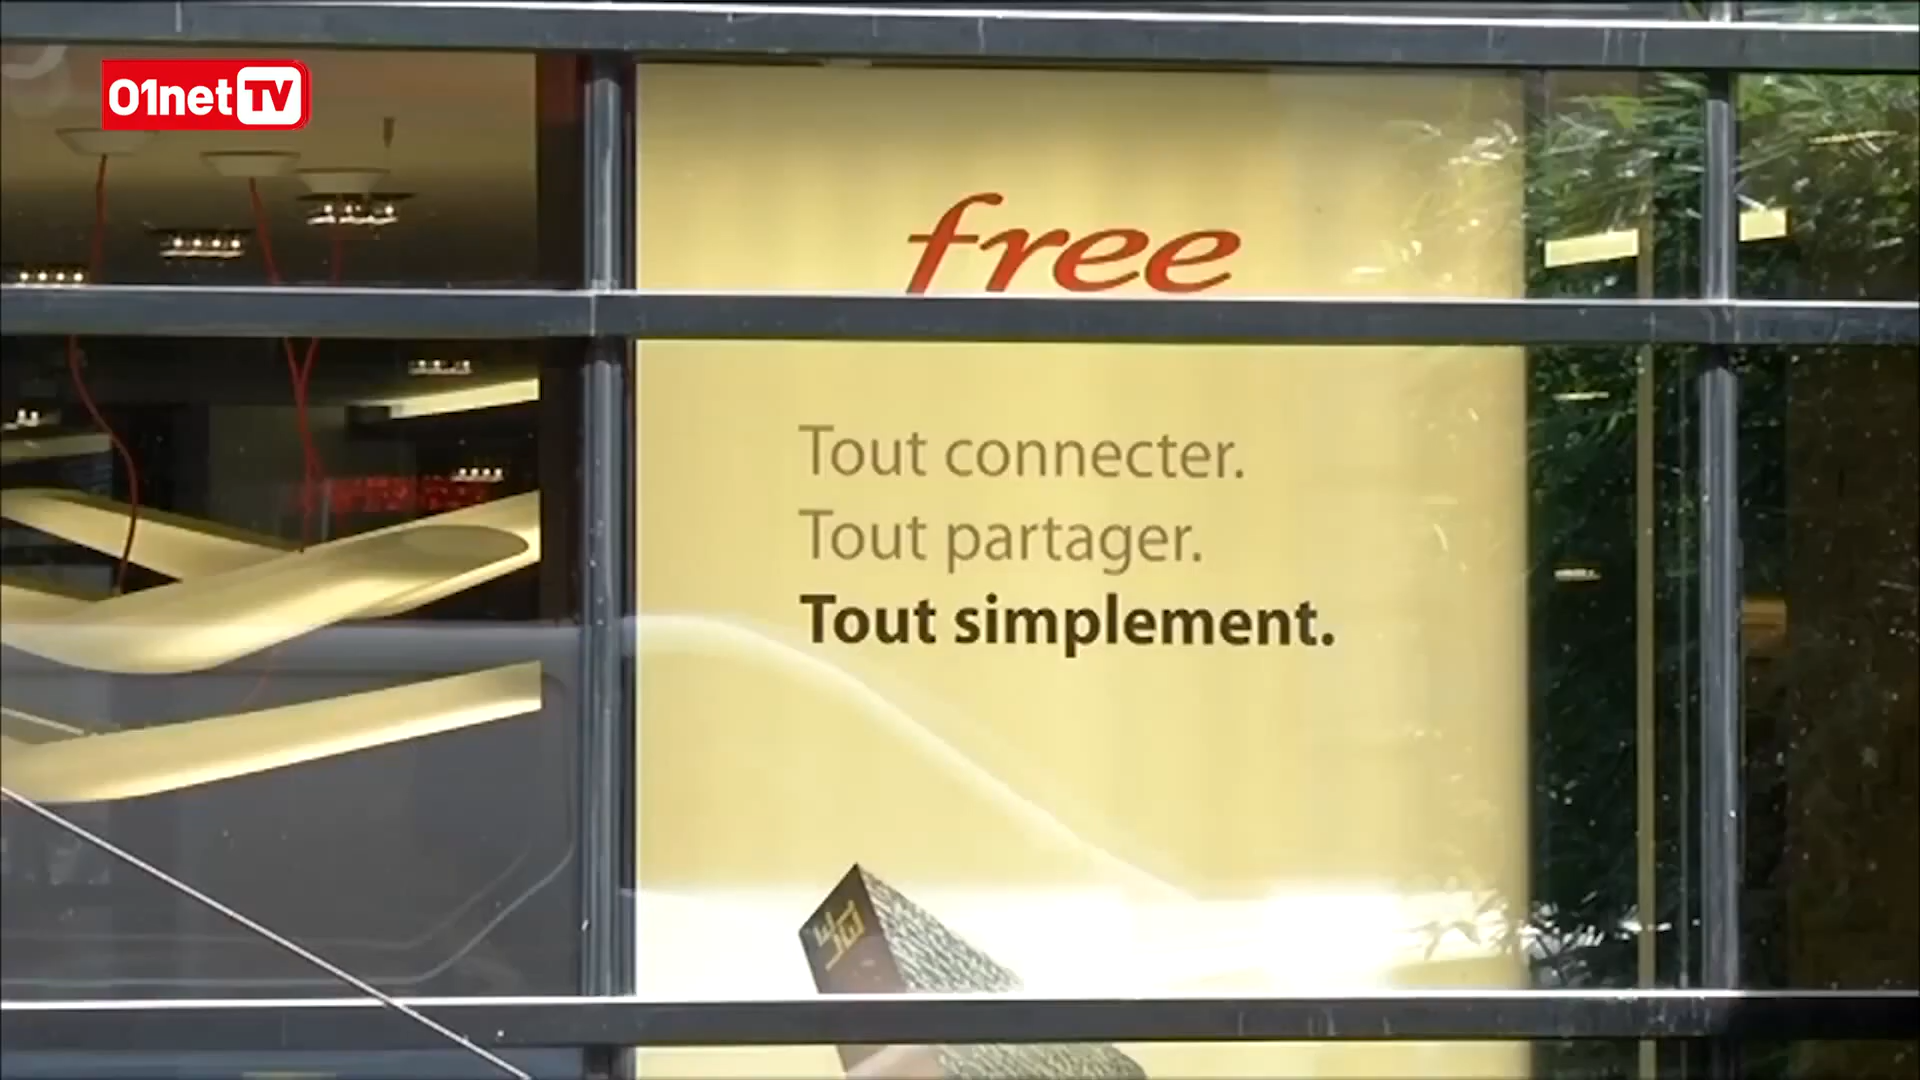 01net TV
free
Tout connecter.
Tout partager.
Tout simplement.